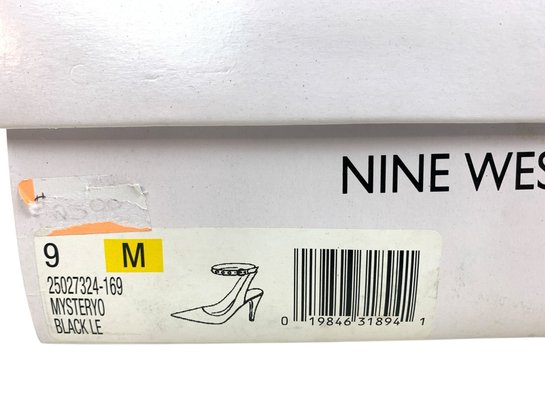 NINE WES
9 M
25027324-169
MYSTERYO
BLACK LE
0 19846 31894 1